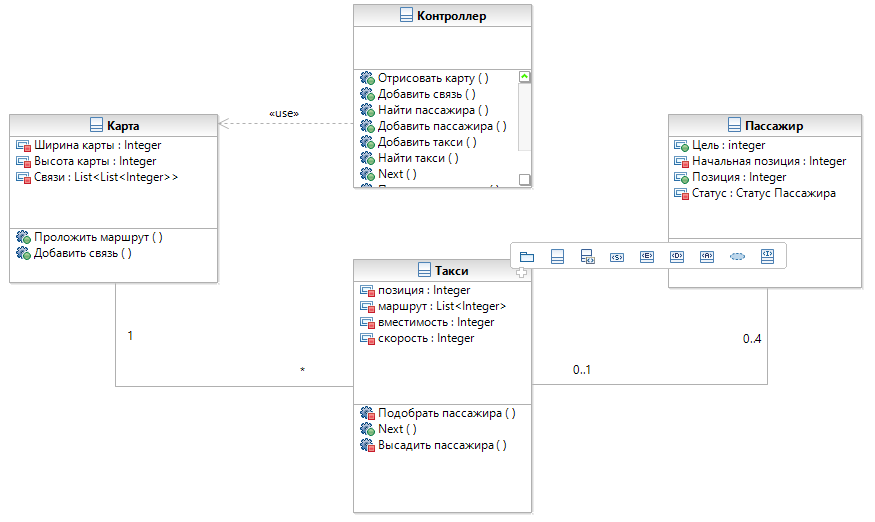 Контроллер
Отрисовать карту ( )
Добавить связь ( )
Найти пассажира ( )
Добавить пассажира ( )
Добавить такси ( )
Найти такси ( )
Next ( )
«use»
Карта
Ширина карты : Integer
Высота карты : Integer
Связи : List<List<Integer>>
Проложить маршрут ( )
Добавить связь ( )
Пассажир
Цель : integer
Начальная позиция : Integer
Позиция : Integer
Статус : Статус Пассажира
<S> <E> <D> <A> <I>
Такси
позиция : Integer
маршрут : List<Integer>
вместимость : Integer
скорость : Integer
Подобрать пассажира ( )
Next ( )
Высадить пассажира ( )
1
*
0..1
0..4